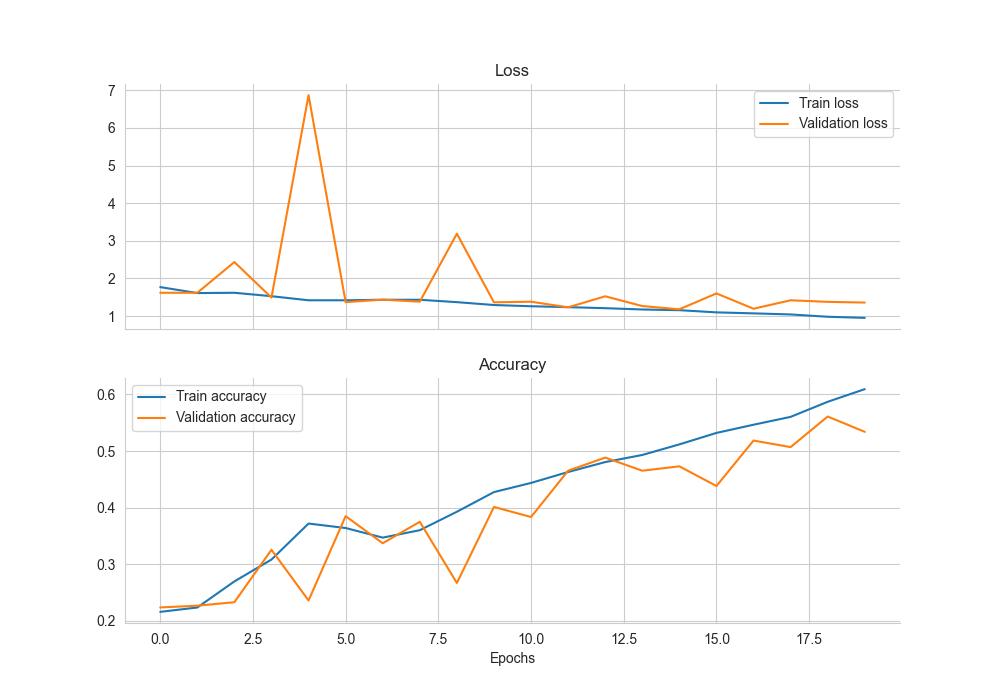 Loss
7
6
5
4
3
2
1
Train loss
Validation loss
Accuracy
0.6
0.5
0.4
0.3
0.2
Train accuracy
Validation accuracy
0.0 2.5 5.0 7.5 10.0 12.5 15.0 17.5
Epochs